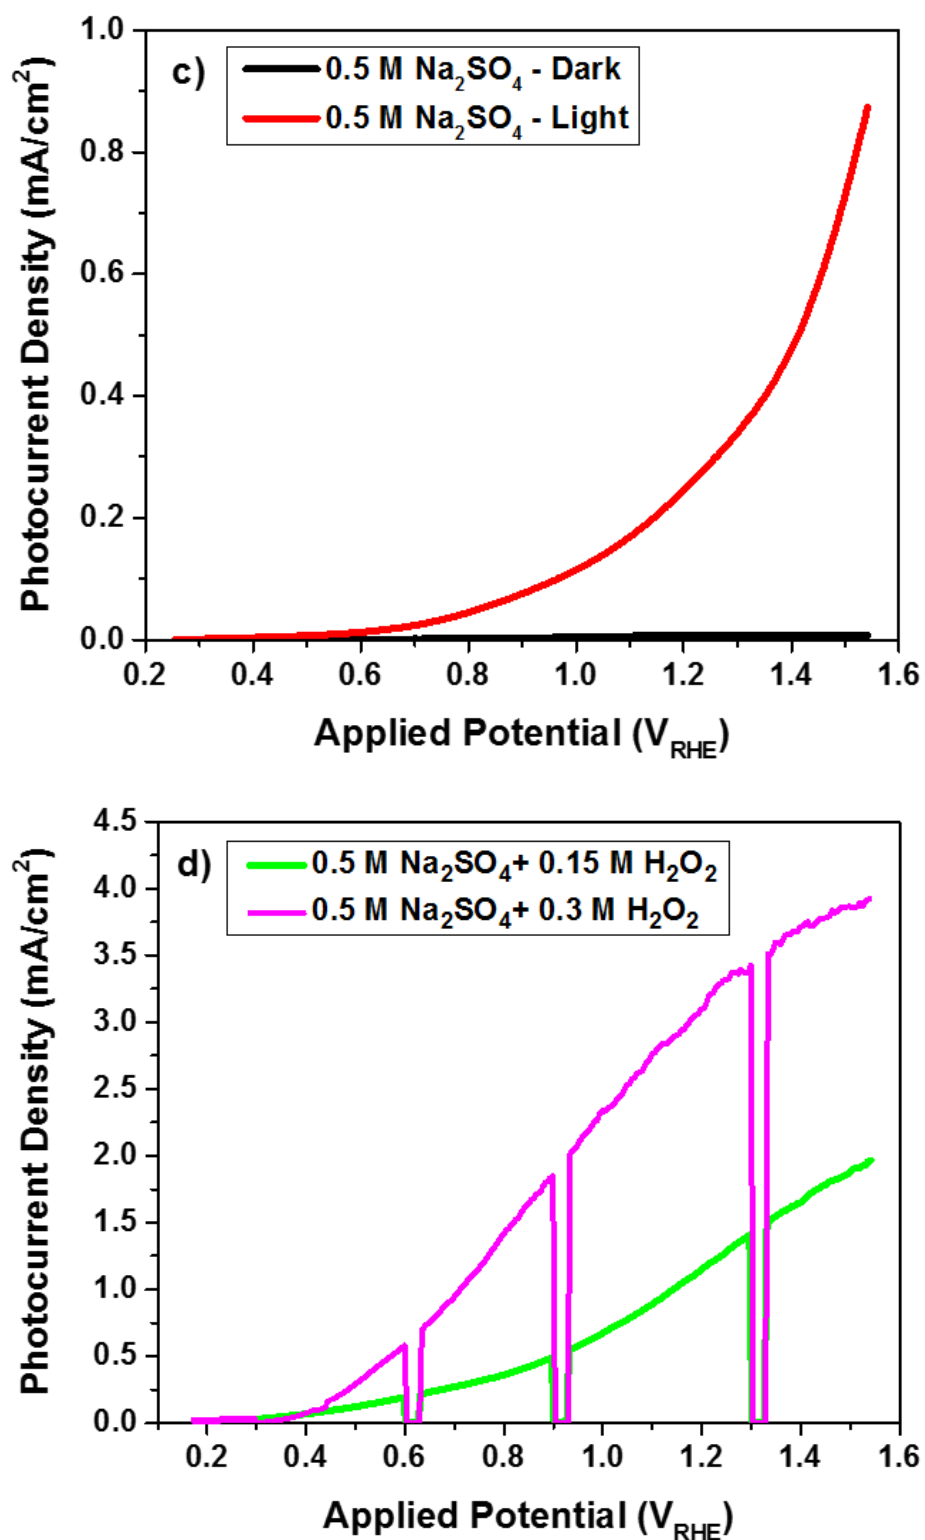 c)
0.5 M Na₂SO₄ - Dark
0.5 M Na₂SO₄ - Light
Photocurrent Density (mA/cm²)
1.0
0.8
0.6
0.4
0.2
0.0
0.2 0.4 0.6 0.8 1.0 1.2 1.4 1.6
Applied Potential (V_RHE)
d)
0.5 M Na₂SO₄+ 0.15 M H₂O₂
0.5 M Na₂SO₄+ 0.3 M H₂O₂
Photocurrent Density (mA/cm²)
4.5
4.0
3.5
3.0
2.5
2.0
1.5
1.0
0.5
0.0
0.2 0.4 0.6 0.8 1.0 1.2 1.4 1.6
Applied Potential (V_RHE)